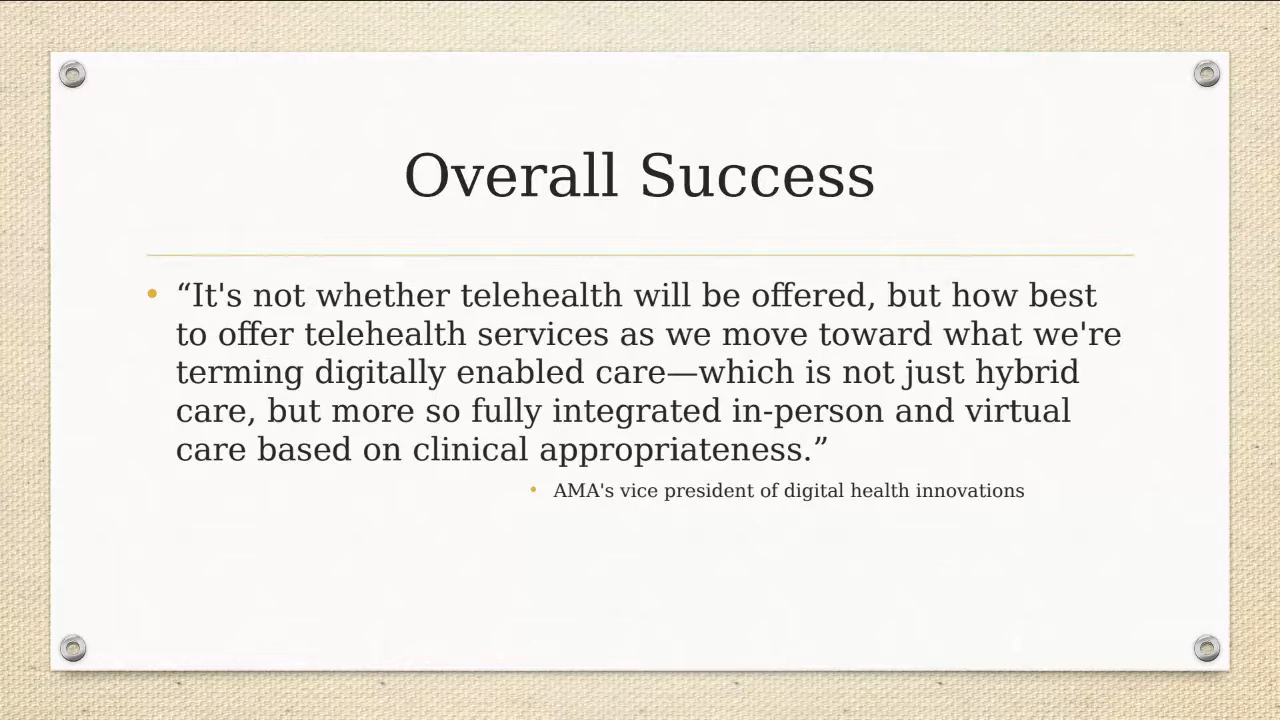 Overall Success
• “It's not whether telehealth will be offered, but how best
to offer telehealth services as we move toward what we're
terming digitally enabled care—which is not just hybrid
care, but more so fully integrated in-person and virtual
care based on clinical appropriateness.”
• AMA's vice president of digital health innovations